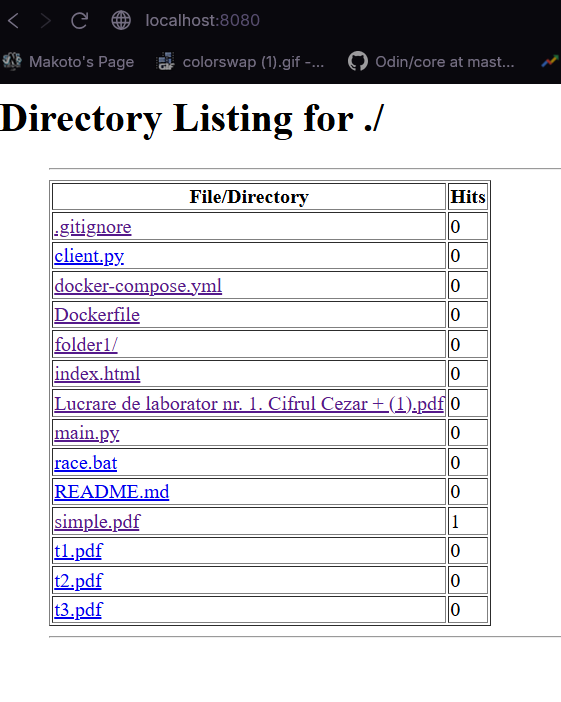 localhost:8080
Makoto's Page colorswap (1).gif -... Odin/core at mast...
Directory Listing for ./
File/Directory Hits
.gitignore 0
client.py 0
docker-compose.yml 0
Dockerfile 0
folder1/ 0
index.html 0
Lucrare de laborator nr. 1. Cifrul Cezar + (1).pdf 0
main.py 0
race.bat 0
README.md 0
simple.pdf 1
t1.pdf 0
t2.pdf 0
t3.pdf 0